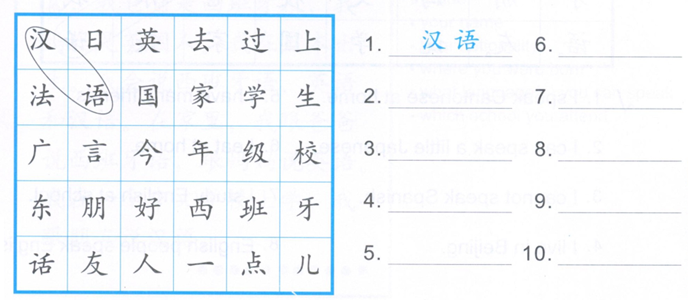 汉 日 英 去 过 上
法 语 国 家 学 生
广 言 今 年 级 校
东 朋 好 西 班 牙
话 友 人 一 点 儿
1. 汉语
2.
3.
4.
5.
6.
7.
8.
9.
10.